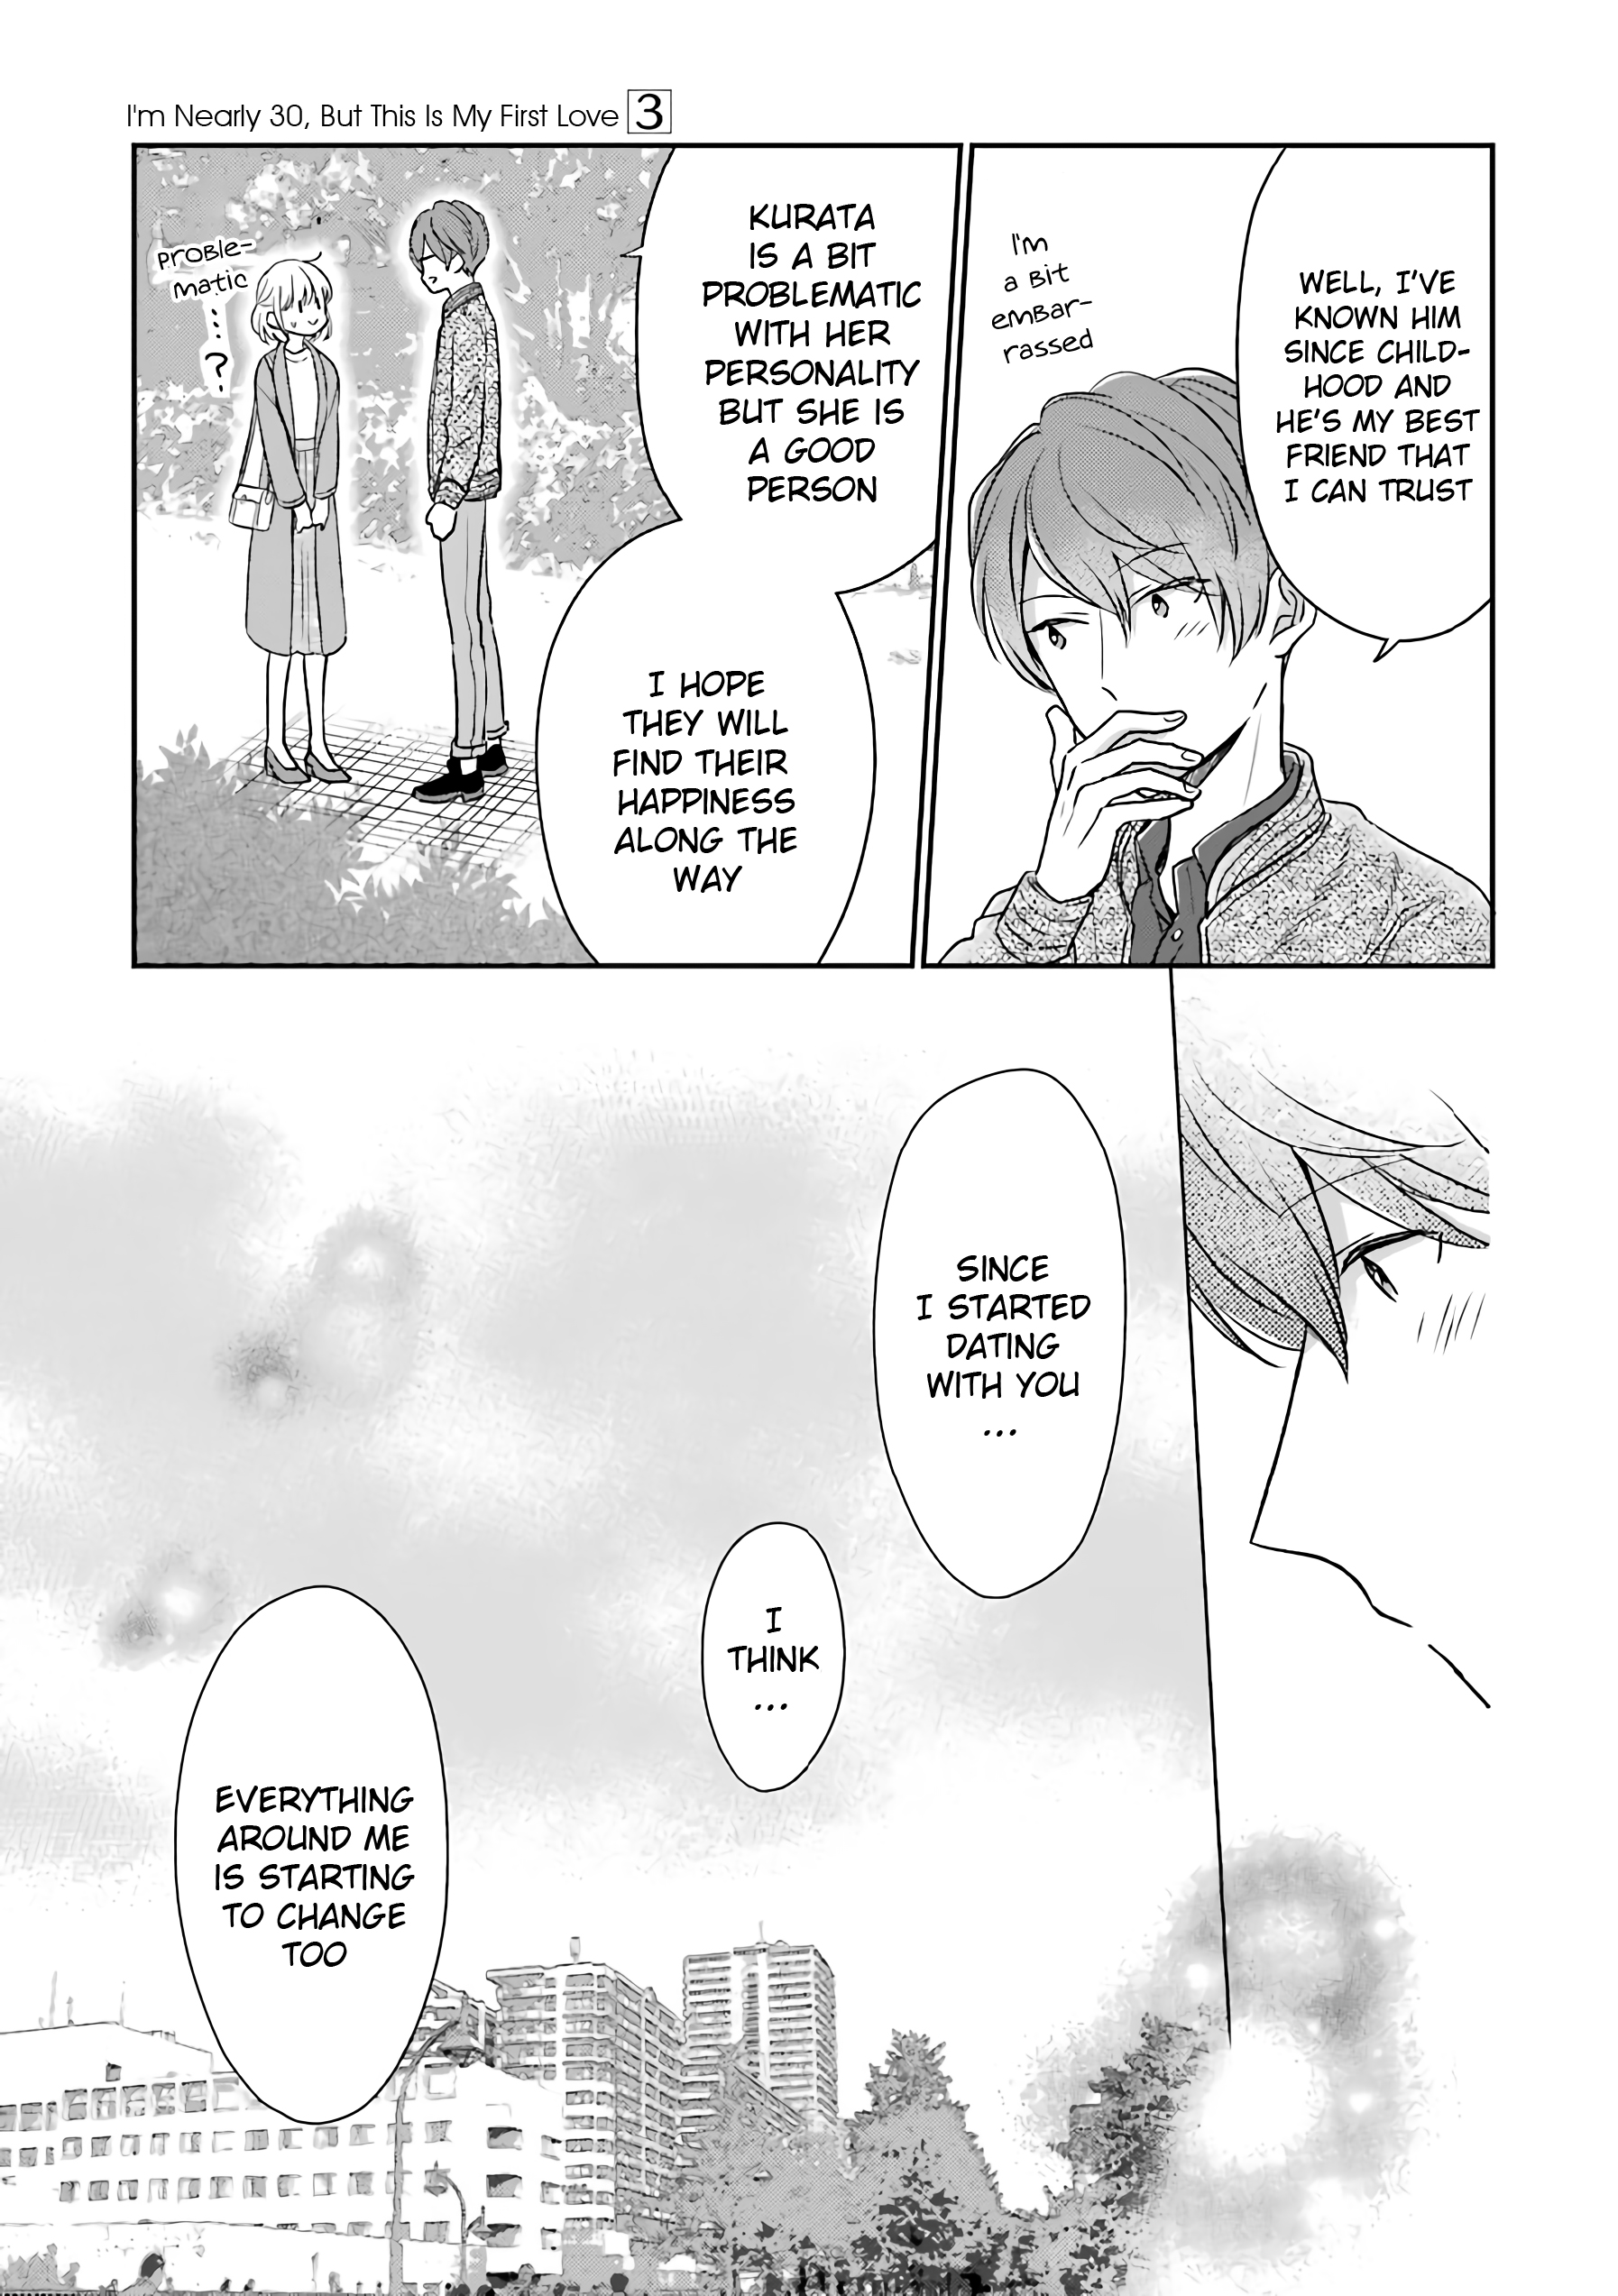 I'm Nearly 30, But This Is My First Love 3
WELL, I'VE
KNOWN HIM
SINCE CHILD-
HOOD AND
HE'S MY BEST
FRIEND THAT
I CAN TRUST
I'm
a bit
embar-
rassed
KURATA
IS A BIT
PROBLEMATIC
WITH HER
PERSONALITY
BUT SHE IS
A GOOD
PERSON
Proble-
matic
...?
I HOPE
THEY WILL
FIND THEIR
HAPPINESS
ALONG THE
WAY
SINCE
I STARTED
DATING
WITH YOU
...
I
THINK
...
EVERYTHING
AROUND ME
IS STARTING
TO CHANGE
TOO